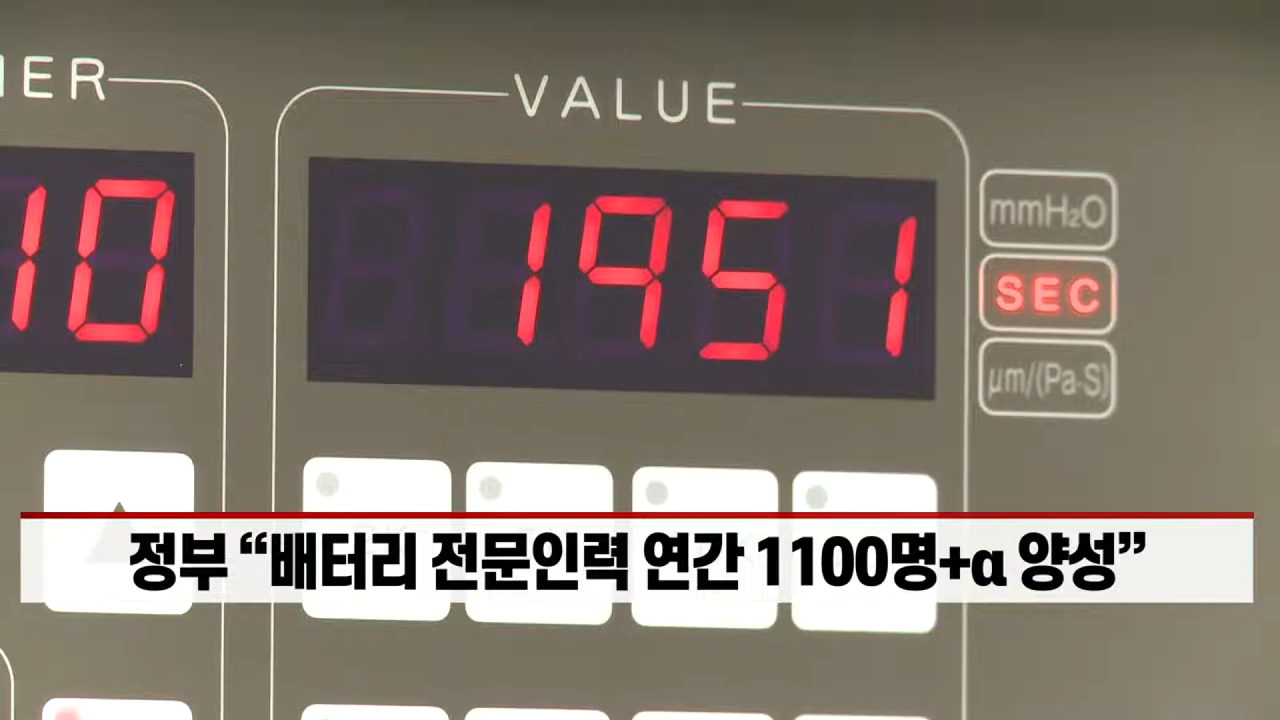 ER
VALUE
10
1951
mmH₂O
SEC
μm/(Pa·S)
정부 “배터리 전문인력 연간 1100명+α 양성”